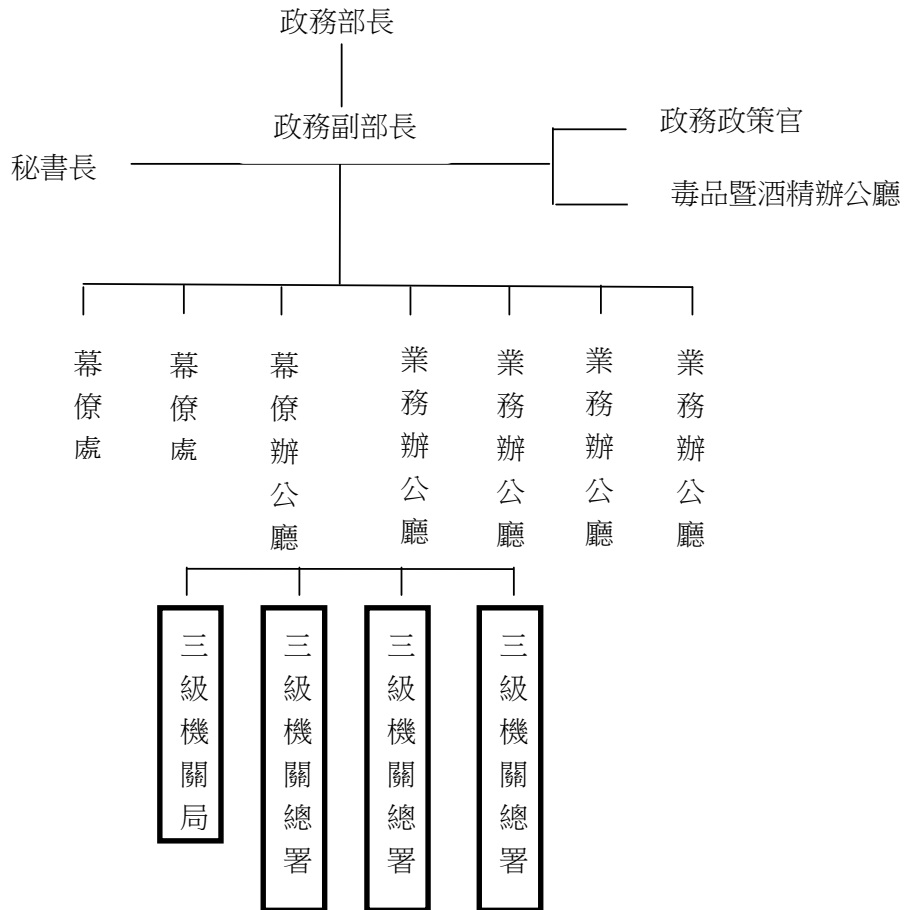 政務部長
政務副部長
政務政策官
秘書長
毒品暨酒精辦公廳
幕僚處
幕僚處
幕僚辦公廳
業務辦公廳
業務辦公廳
業務辦公廳
業務辦公廳
三級機關局
三級機關總署
三級機關總署
三級機關總署